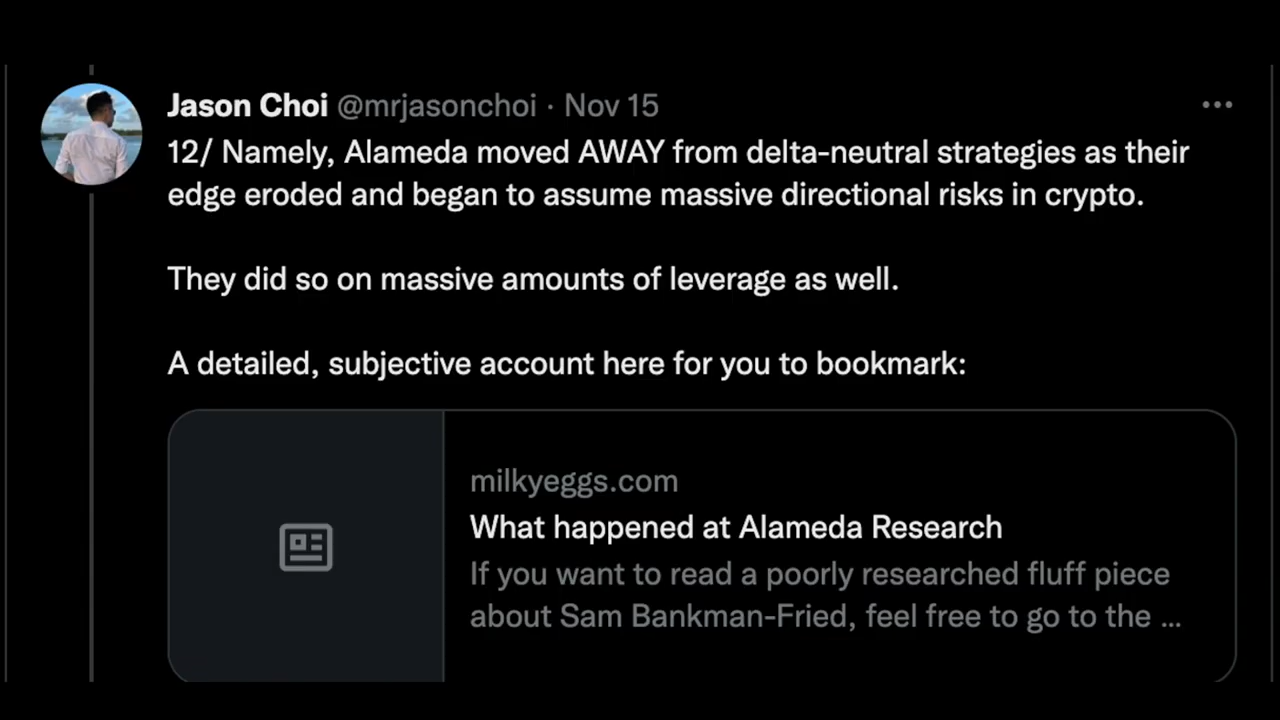 Jason Choi @mrjasonchoi · Nov 15
12/ Namely, Alameda moved AWAY from delta-neutral strategies as their
edge eroded and began to assume massive directional risks in crypto.
They did so on massive amounts of leverage as well.
A detailed, subjective account here for you to bookmark:
milkyeggs.com
What happened at Alameda Research
If you want to read a poorly researched fluff piece
about Sam Bankman-Fried, feel free to go to the ...